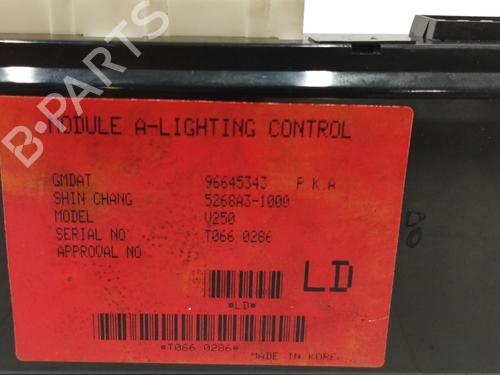 MODULE A-LIGHTING CONTROL
GMDAT 96645343 P.K.A
SHIN CHANG 5268A3-1000
MODEL V250
SERIAL NO T066 0286
APPROVAL NO
LD
*LD*
*T066 0286*
MADE IN KOREA
B-PARTS